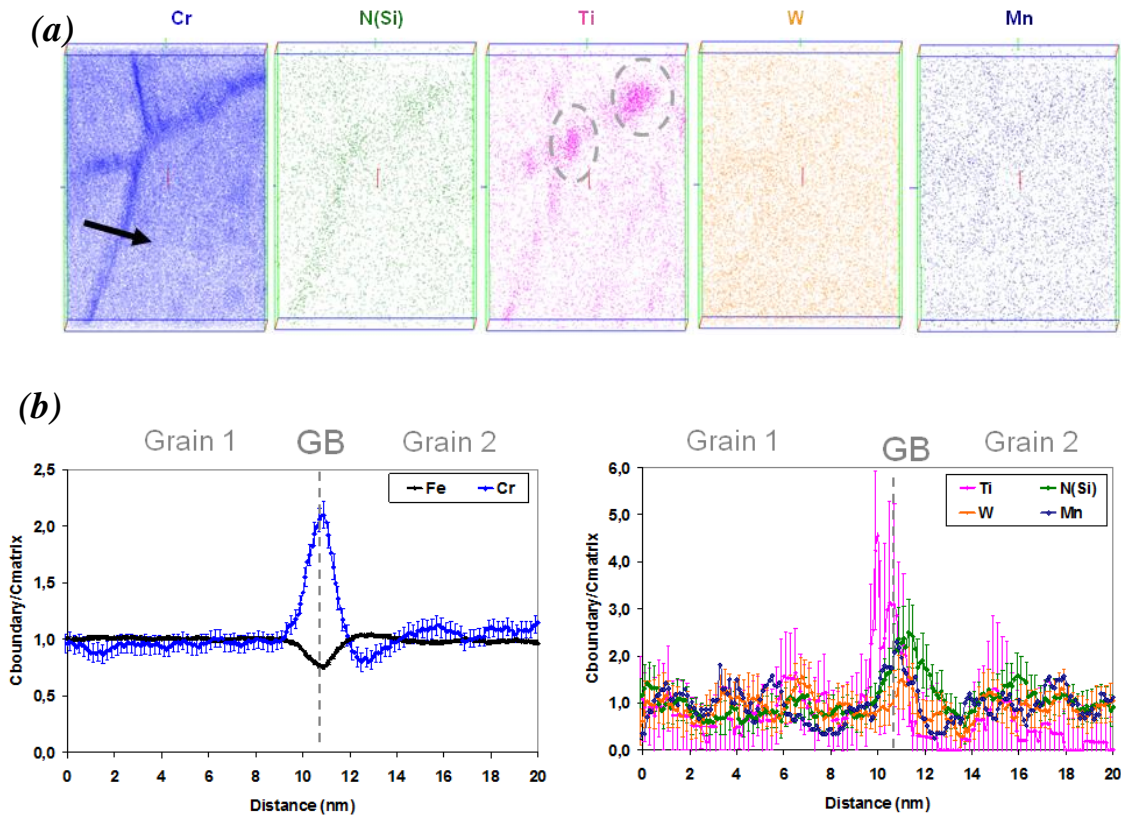 (a) Cr N(Si) Ti W Mn
(b)
Grain 1 GB Grain 2
2,5
2,0
1,5
1,0
0,5
0,0
Cboundary/Cmatrix
Fe Cr
0 2 4 6 8 10 12 14 16 18 20
Distance (nm)
Grain 1 GB Grain 2
6,0
5,0
4,0
3,0
2,0
1,0
0,0
Cboundary/Cmatrix
Ti N(Si)
W Mn
0 2 4 6 8 10 12 14 16 18 20
Distance (nm)